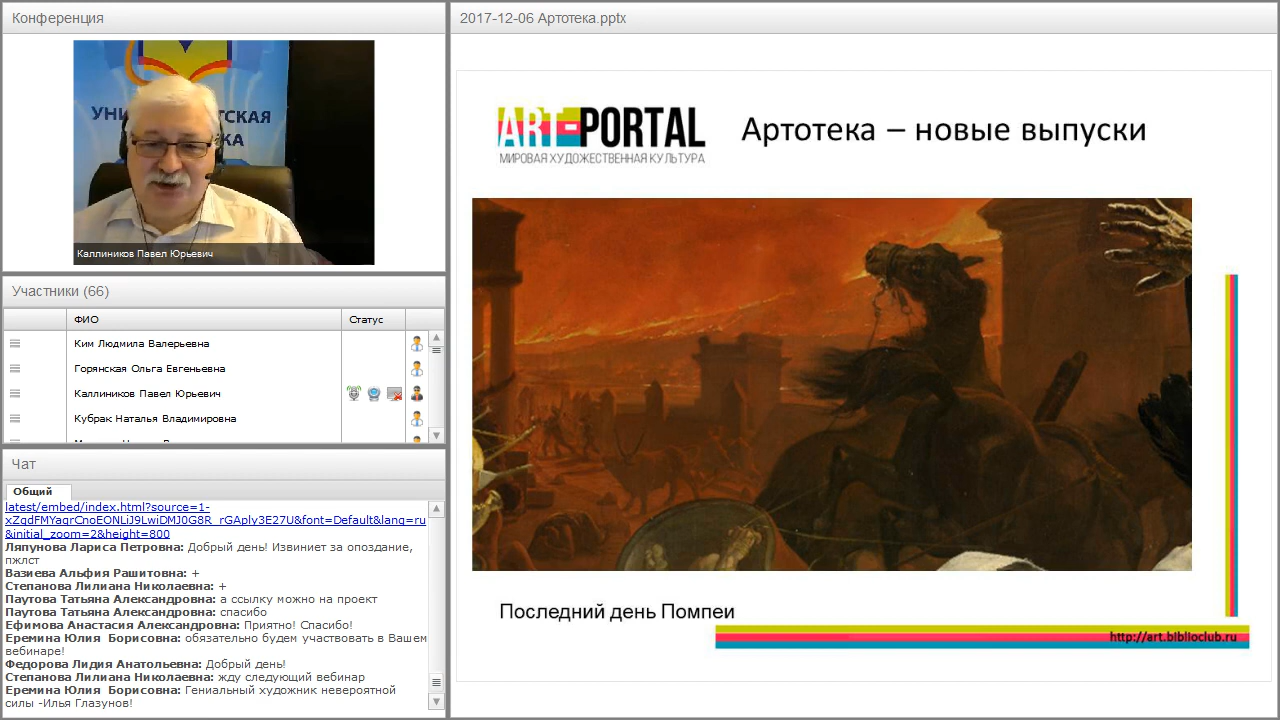 Конференция
УНИ
ТСКАЯ
КА
Каллиников Павел Юрьевич
Участники (66)
ФИО
Статус
Ким Людмила Валерьевна
Горянская Ольга Евгеньевна
Каллиников Павел Юрьевич
Кубрак Наталья Владимировна
Чат
Общий
latest/embed/index.html?source=1-
xZqdFMYaqrCnoEONLiJ9LwiDMJ0G8R_rGAply3E27U&font=Default&lang=ru
&initial_zoom=2&height=800
Ляпунова Лариса Петровна: Добрый день! Извиниет за опоздание,
пжлст
Вазиева Альфия Рашитовна: +
Степанова Лилиана Николаевна: +
Паутова Татьяна Александровна: а ссылку можно на проект
Паутова Татьяна Александровна: спасибо
Ефимова Анастасия Александровна: Приятно! Спасибо!
Еремина Юлия Борисовна: обязательно будем участвовать в Вашем
вебинаре!
Федорова Лидия Анатольевна: Добрый день!
Степанова Лилиана Николаевна: жду следующий вебинар
Еремина Юлия Борисовна: Гениальный художник невероятной
силы -Илья Глазунов!
2017-12-06 Артотека.pptx
ART-PORTAL
МИРОВАЯ ХУДОЖЕСТВЕННАЯ КУЛЬТУРА
Артотека – новые выпуски
Последний день Помпеи
http://art.biblioclub.ru